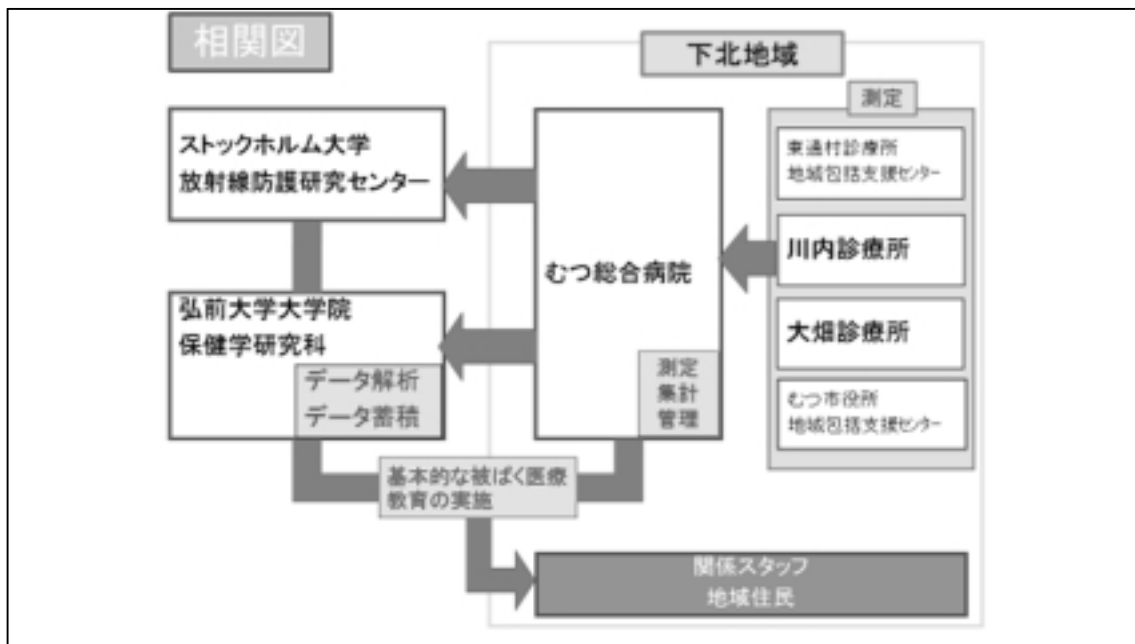 相関図
下北地域
測定
ストックホルム大学
放射線防護研究センター
東通村診療所
地域包括支援センター
川内診療所
むつ総合病院
弘前大学大学院
保健学研究科
大畑診療所
データ解析
データ蓄積
測定
集計
管理
むつ市役所
地域包括支援センター
基本的な被ばく医療
教育の実施
関係スタッフ
地域住民